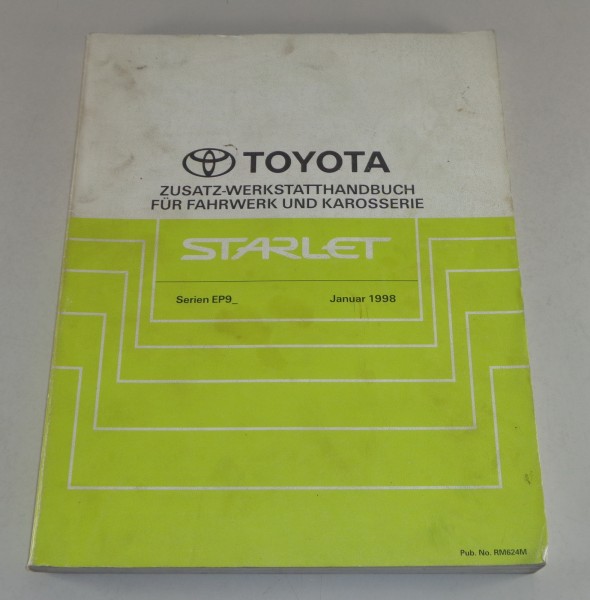 TOYOTA
ZUSATZ-WERKSTATTHANDBUCH
FÜR FAHRWERK UND KAROSSERIE
STARLET
Serien EP9_ Januar 1998
Pub. No. RM624M